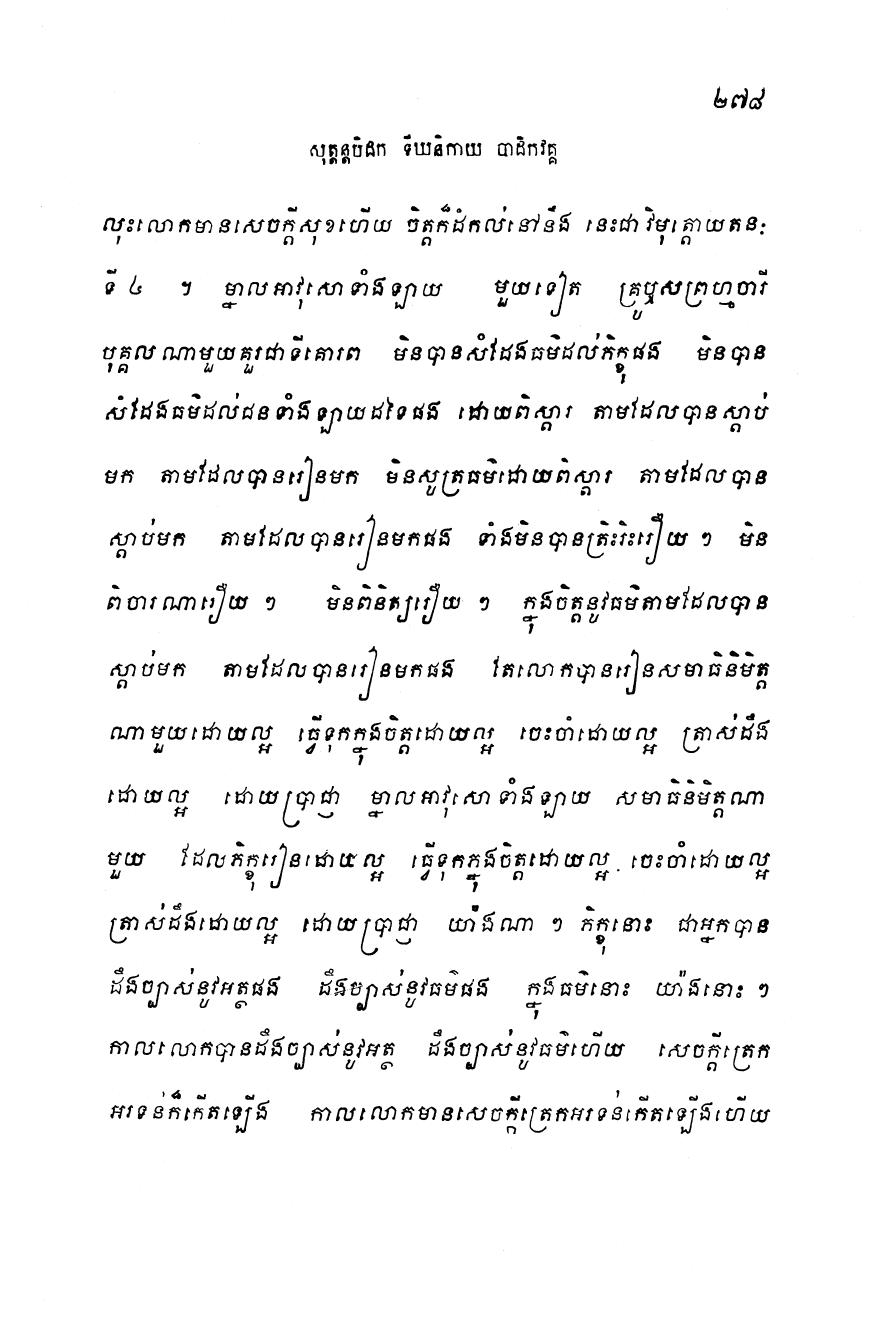 ២៧៨
សុត្តន្តបិដក ទីឃនិកាយ បាដិកវគ្គ
លុះលោកមានសេចក្តីសុខហើយ ចិត្តក៏ដំកល់នៅនឹង នេះជាវិមុត្តាយតនៈ
ទី ៤ ។ ម្នាលអាវុសោទាំងឡាយ មួយទៀត គ្រូឬសព្រហ្មចារី
បុគ្គលណាមួយគួរជាទីគោរព មិនបានសំដែងធម៌ដល់ភិក្ខុផង មិនបាន
សំដែងធម៌ដល់ជនទាំងឡាយដទៃផង ដោយពិស្តារ តាមដែលបានស្តាប់
មក តាមដែលបានរៀនមក មិនសូត្រធម៌ដោយពិស្តារ តាមដែលបាន
ស្តាប់មក តាមដែលបានរៀនមកផង ទាំងមិនបានត្រិះរិះរឿយ ៗ មិន
ពិចារណារឿយ ៗ មិនពិនិត្យរឿយ ៗ ក្នុងចិត្តនូវធម៌តាមដែលបាន
ស្តាប់មក តាមដែលបានរៀនមកផង តែលោកបានរៀនសមាធិនិមិត្ត
ណាមួយដោយល្អ ធ្វើទុកក្នុងចិត្តដោយល្អ ចេះចាំដោយល្អ ត្រាស់ដឹង
ដោយល្អ ដោយប្រាជ្ញា ម្នាលអាវុសោទាំងឡាយ សមាធិនិមិត្តណា
មួយ ដែលភិក្ខុរៀនដោយល្អ ធ្វើទុកក្នុងចិត្តដោយល្អ ចេះចាំដោយល្អ
ត្រាស់ដឹងដោយល្អ ដោយប្រាជ្ញា យ៉ាងណា ៗ ភិក្ខុនោះ ជាអ្នកបាន
ដឹងច្បាស់នូវអត្ថផង ដឹងច្បាស់នូវធម៌ផង ក្នុងធម៌នោះ យ៉ាងនោះ ៗ
កាលលោកបានដឹងច្បាស់នូវអត្ថ ដឹងច្បាស់នូវធម៌ហើយ សេចក្តីត្រេក
អរទន់ក៏កើតឡើង កាលលោកមានសេចក្តីត្រេកអរទន់កើតឡើងហើយ